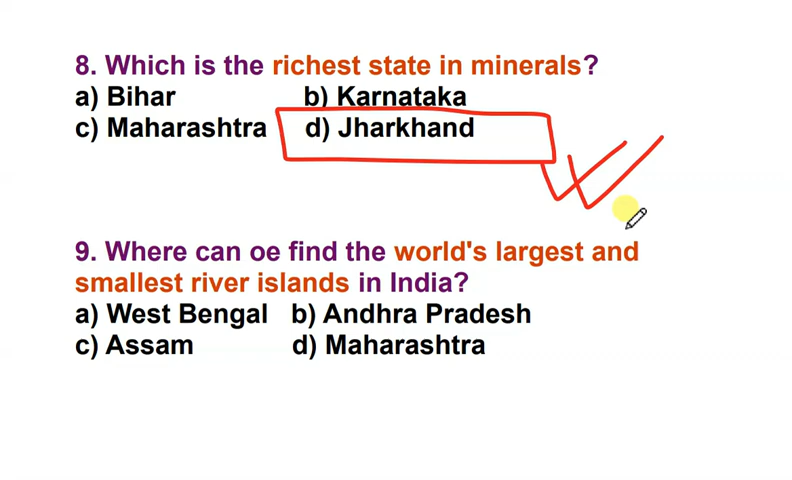 8. Which is the richest state in minerals?
a) Bihar b) Karnataka
c) Maharashtra d) Jharkhand
9. Where can oe find the world's largest and
smallest river islands in India?
a) West Bengal b) Andhra Pradesh
c) Assam d) Maharashtra